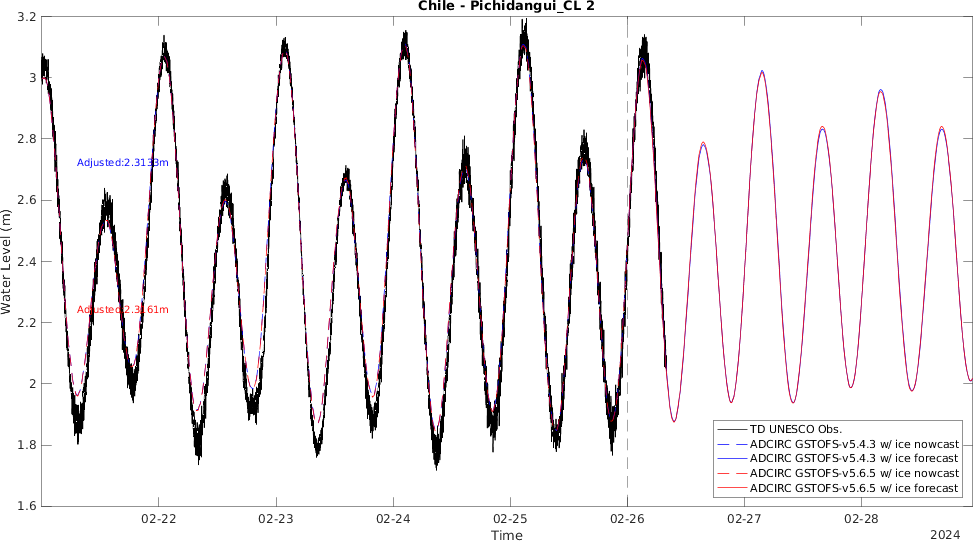 Chile - Pichidangui_CL 2
3.2
3
2.8
2.6
2.4
2.2
2
1.8
1.6
Water Level (m)
Adjusted:2.3133m
Adjusted:2.3161m
TD UNESCO Obs.
ADCIRC GSTOFS-v5.4.3 w/ ice nowcast
ADCIRC GSTOFS-v5.4.3 w/ ice forecast
ADCIRC GSTOFS-v5.6.5 w/ ice nowcast
ADCIRC GSTOFS-v5.6.5 w/ ice forecast
02-22
02-23
02-24
02-25
02-26
02-27
02-28
Time
2024